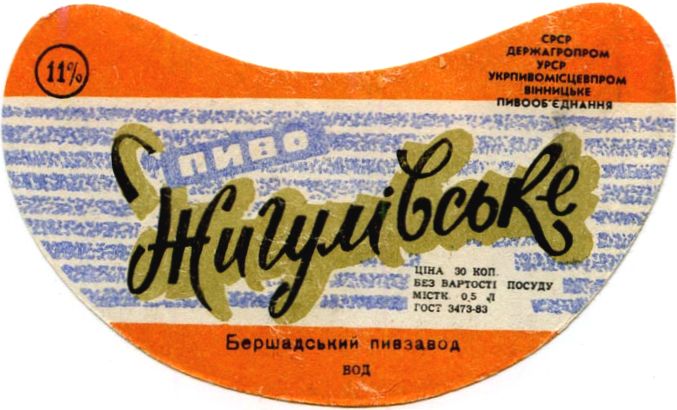 11%
СРСР
ДЕРЖАГРОПРОМ
УРСР
УКРПИВОМІСЦЕВПРОМ
ВІННИЦЬКЕ
ПИВООБ'ЄДНАННЯ
пиво
Жигулівське
ЦІНА 30 КОП.
БЕЗ ВАРТОСТІ ПОСУДУ
МІСТК. 0,5 Л
ГОСТ 3473-83
Бершадський пивзавод
ВОД